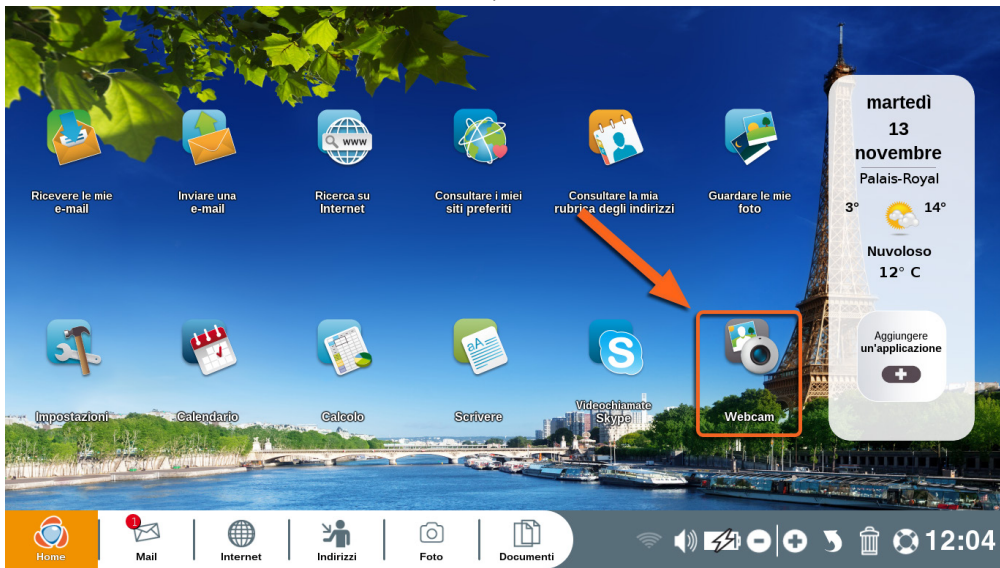 martedì
13
novembre
Palais-Royal
3°
14°
Nuvoloso
12° C
WWW
Ricevere le mie
e-mail
Inviare una
e-mail
Ricerca su
Internet
Consultare i miei
siti preferiti
Consultare la mia
rubrica degli indirizzi
Guardare le mie
foto
aA
S
Impostazioni
Calendario
Calcolo
Scrivere
Videochiamate
Skype
Webcam
Aggiungere
un'applicazione
Home
1
Mail
Internet
Indirizzi
Foto
Documenti
12:04